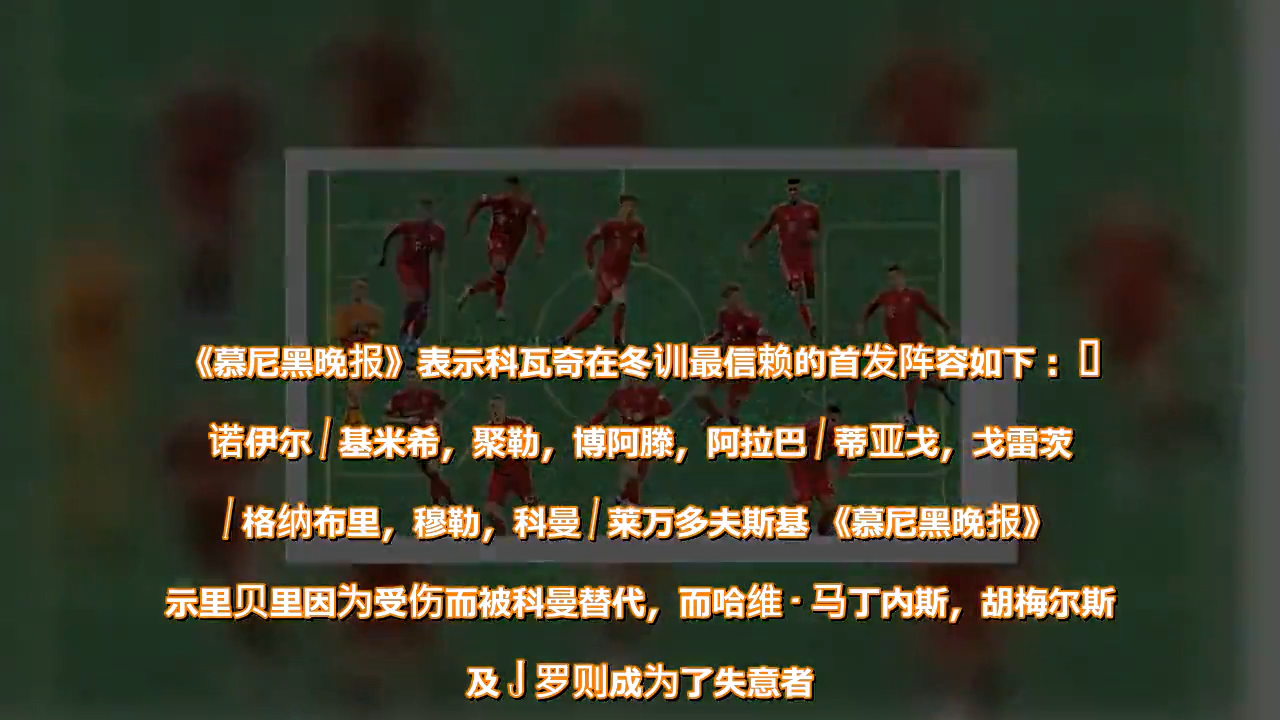 《慕尼黑晚报》表示科瓦奇在冬训最信赖的首发阵容如下：
诺伊尔/基米希，聚勒，博阿滕，阿拉巴/蒂亚戈，戈雷茨
/格纳布里，穆勒，科曼/莱万多夫斯基 《慕尼黑晚报》
示里贝里因为受伤而被科曼替代，而哈维·马丁内斯，胡梅尔斯
及J罗则成为了失意者